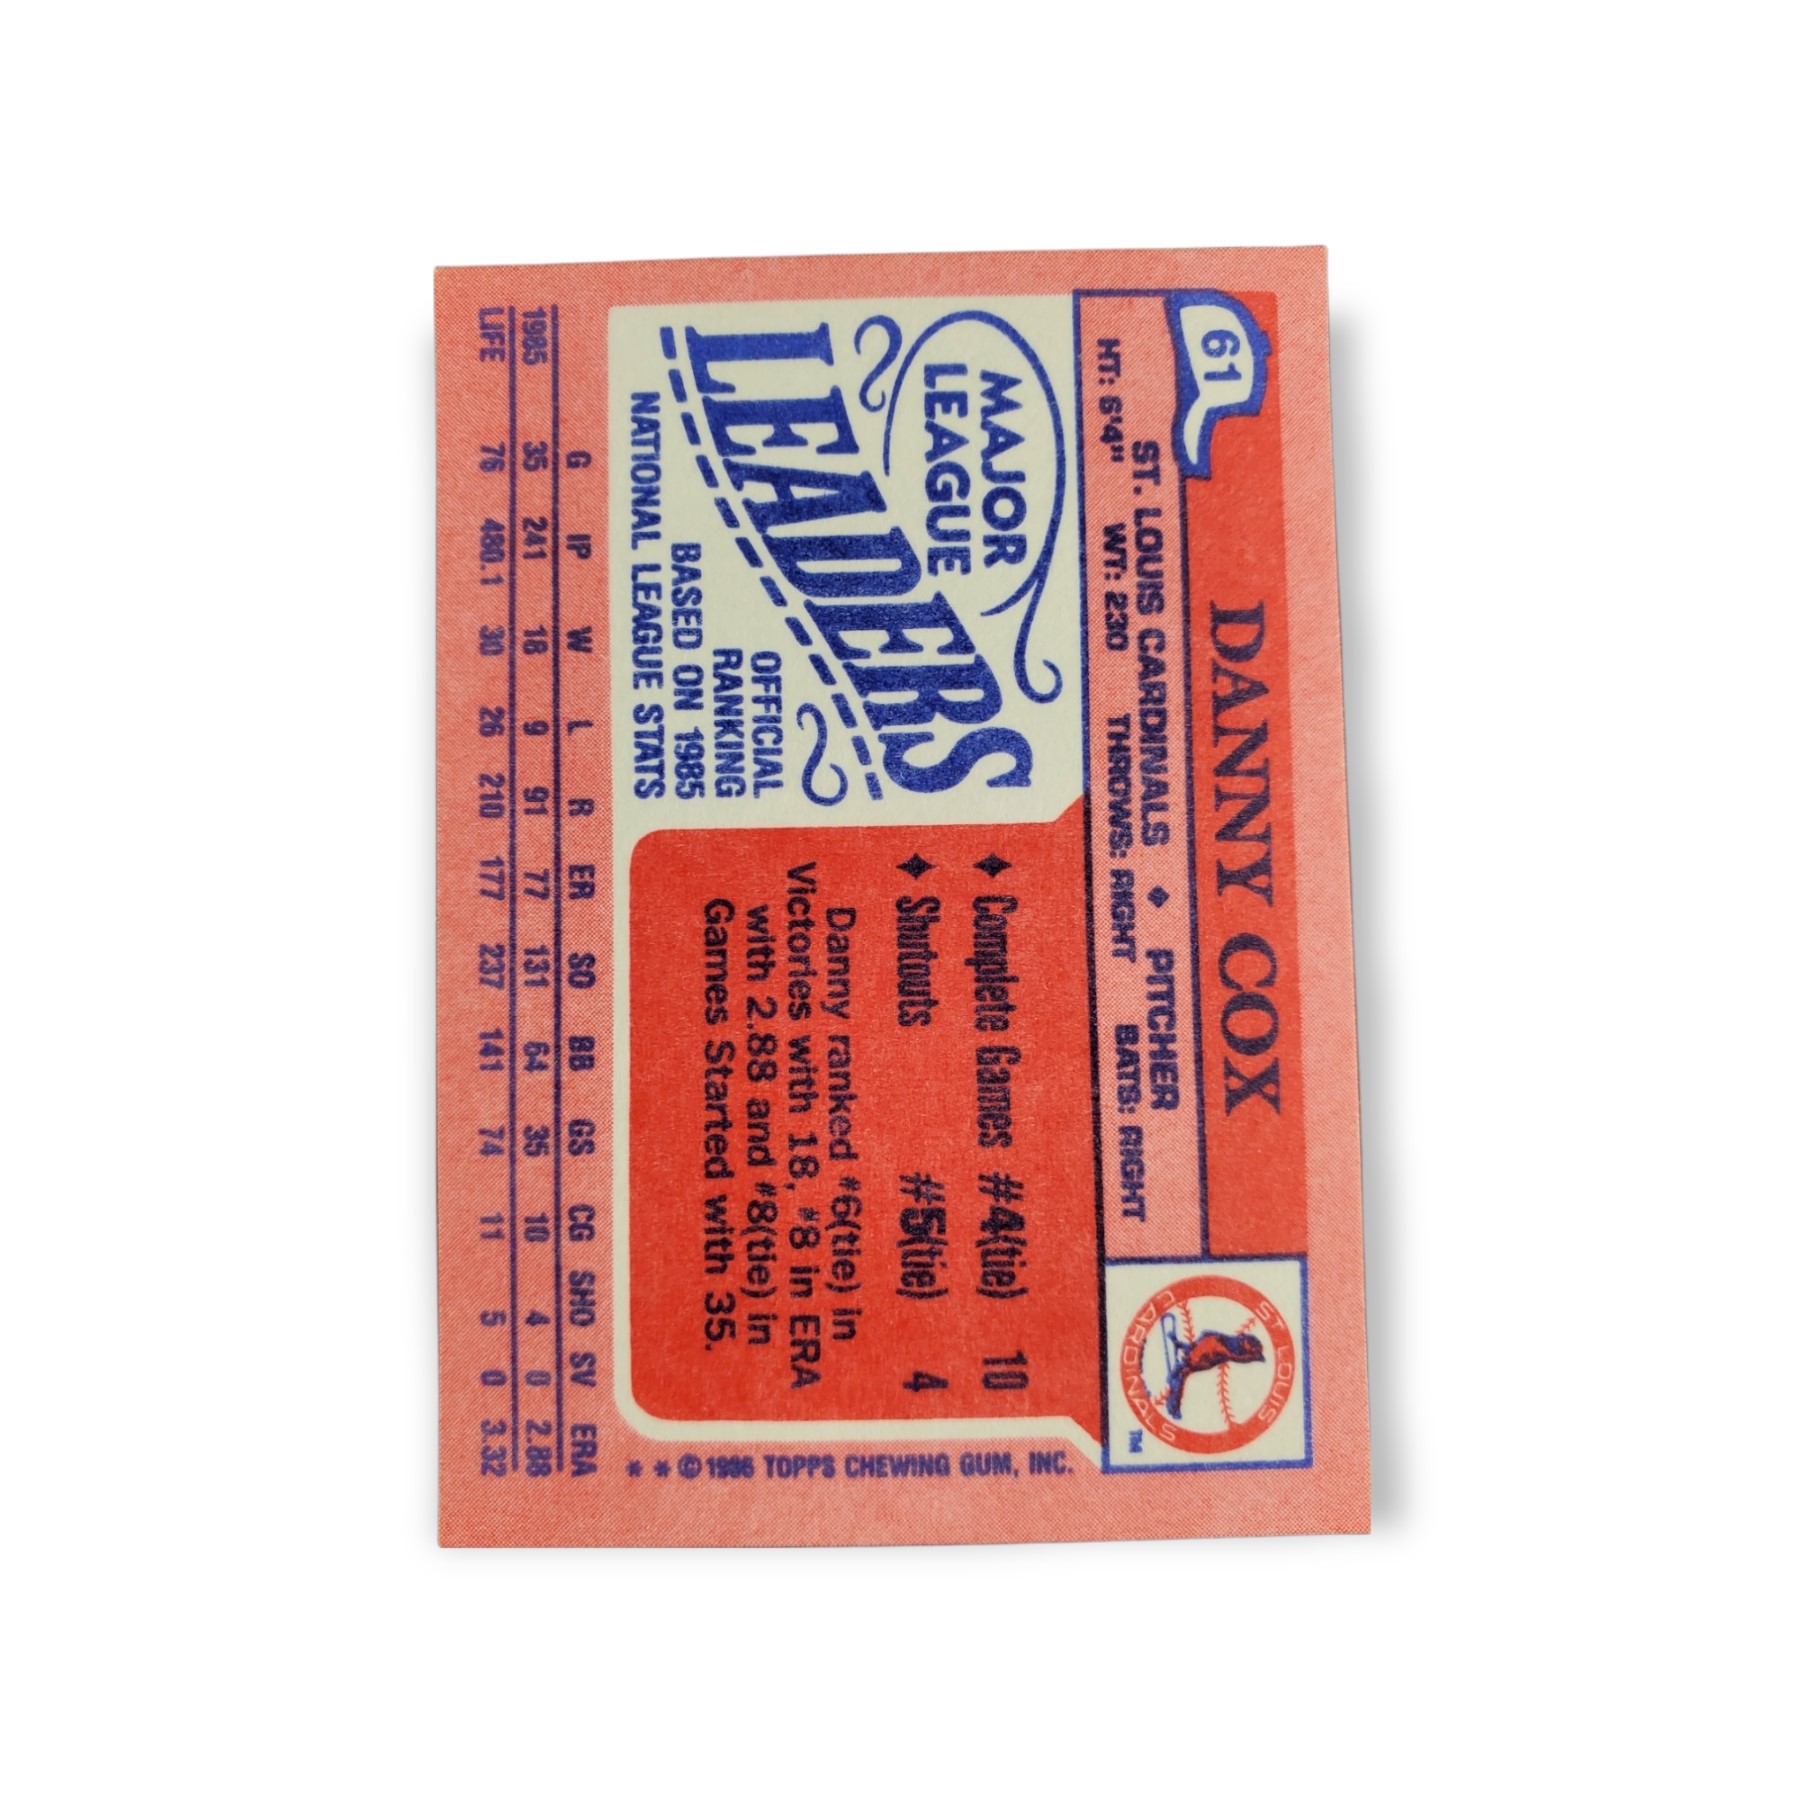 61
DANNY COX
ST. LOUIS CARDINALS ♦ PITCHER
HT: 6'4" WT: 230 THROWS: RIGHT BATS: RIGHT
ST LOUIS
CARDINALS
TM
MAJOR
LEAGUE
LEADERS
OFFICIAL
RANKING
BASED ON 1985
NATIONAL LEAGUE STATS
♦ Complete Games #4(tie) 10
♦ Shutouts #5(tie) 4
Danny ranked #6(tie) in
Victories with 18, #8 in ERA
with 2.88 and #8(tie) in
Games Started with 35.
* * © 1986 TOPPS CHEWING GUM, INC.
G IP W L R ER SO BB GS CG SHO SV ERA
1985 35 241 18 9 91 77 131 64 35 10 4 0 2.88
LIFE 76 480.1 30 26 210 177 237 141 74 11 5 0 3.32